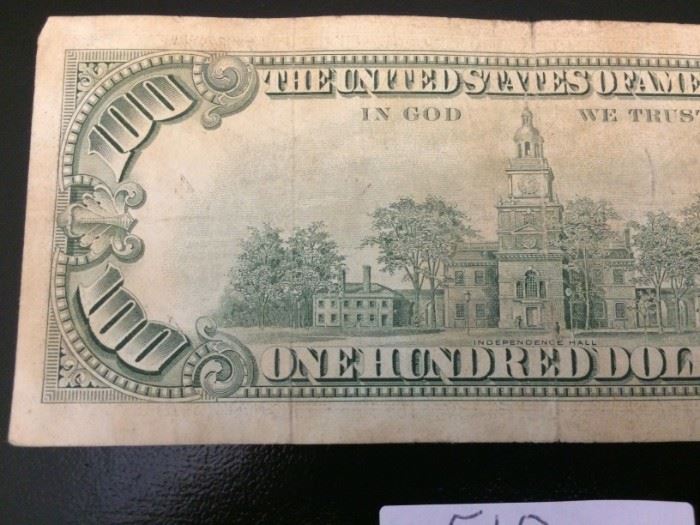 100
THE UNITED STATES OF AME
IN GOD WE TRUST
INDEPENDENCE HALL
100
ONE HUNDRED DOL